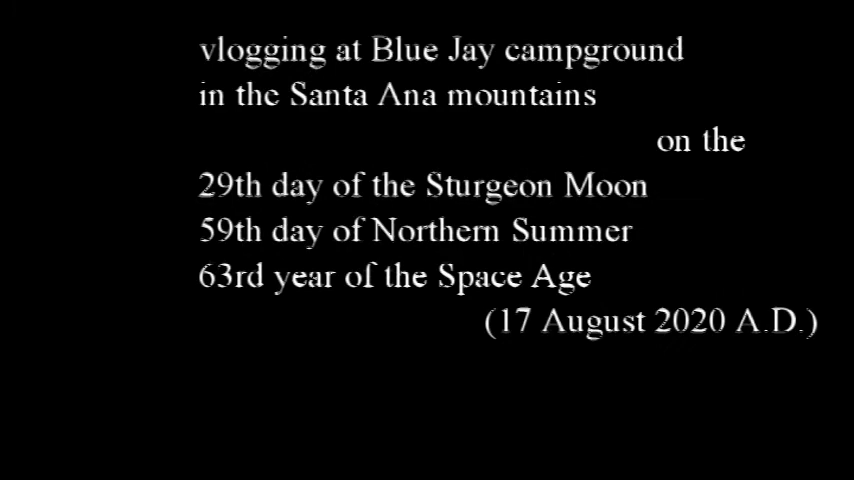 vlogging at Blue Jay campground
in the Santa Ana mountains
on the
29th day of the Sturgeon Moon
59th day of Northern Summer
63rd year of the Space Age
(17 August 2020 A.D.)